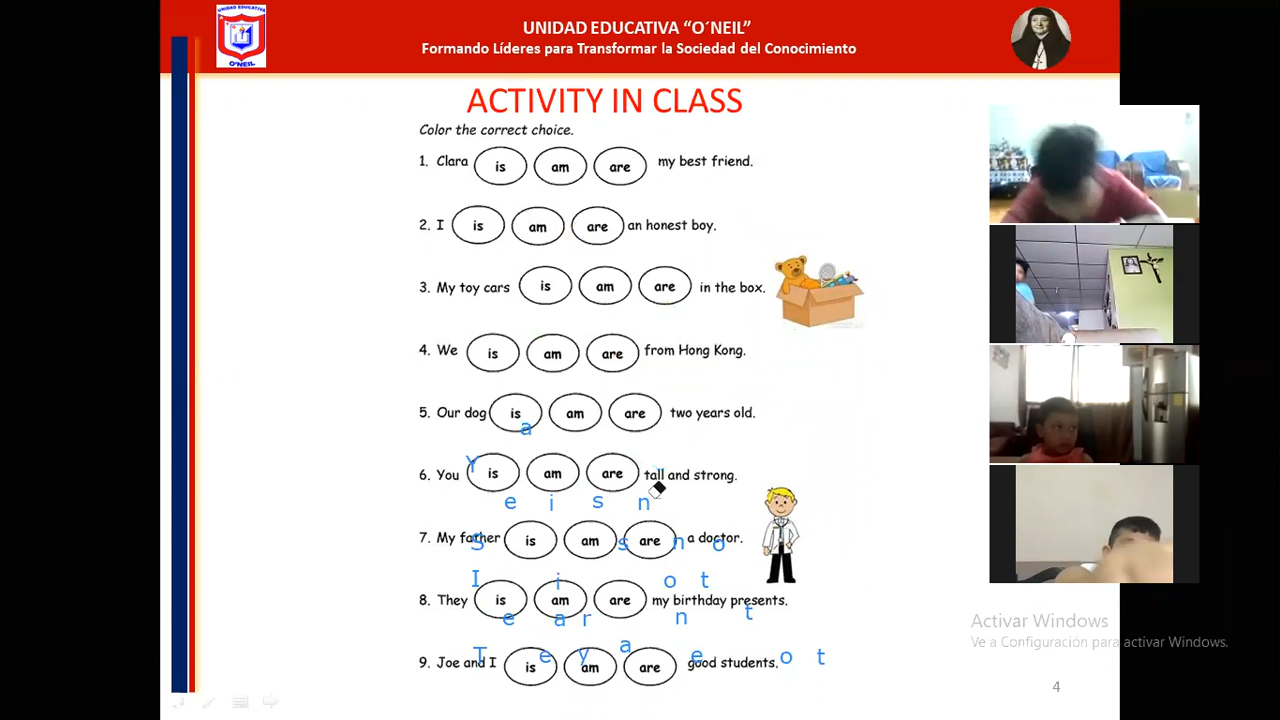 UNIDAD EDUCATIVA
O´NEIL
UNIDAD EDUCATIVA “O´NEIL”
Formando Líderes para Transformar la Sociedad del Conocimiento
ACTIVITY IN CLASS
Color the correct choice.
1. Clara is am are my best friend.
2. I is am are an honest boy.
3. My toy cars is am are in the box.
4. We is am are from Hong Kong.
5. Our dog is am are two years old.
a
6. You is am are tall and strong.
Y
e i s n
7. My father is am are a doctor.
S s n o
I i o t
8. They is am are my birthday presents.
e a r n t
9. Joe and I is am are good students.
T e y a e o t
Activar Windows
Ve a Configuración para activar Windows.
4